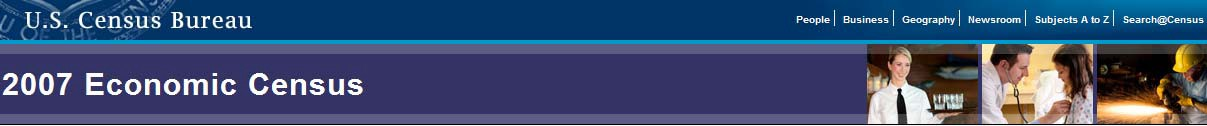 U.S. Census Bureau
People Business Geography Newsroom Subjects A to Z Search@Census
2007 Economic Census